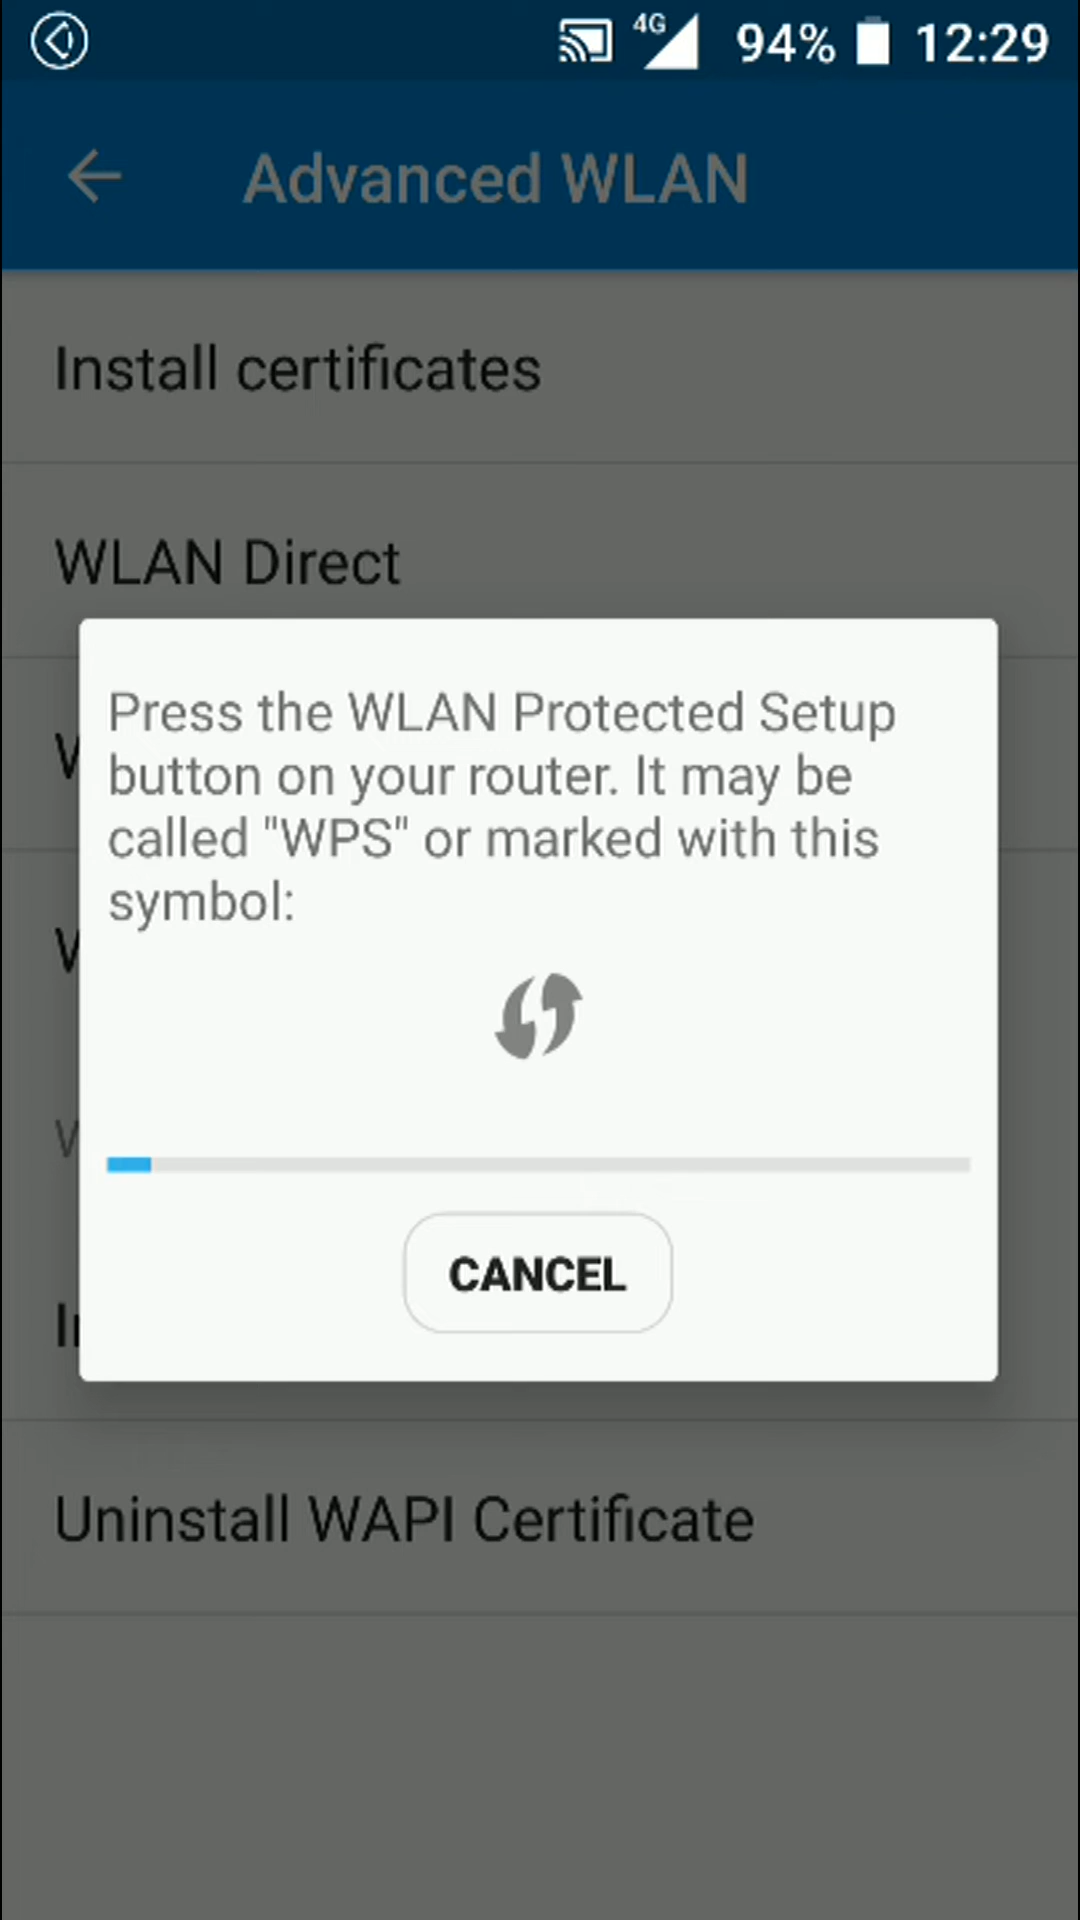 4G 94% 12:29
Advanced WLAN
Install certificates
WLAN Direct
Press the WLAN Protected Setup
button on your router. It may be
called "WPS" or marked with this
symbol:
CANCEL
Uninstall WAPI Certificate